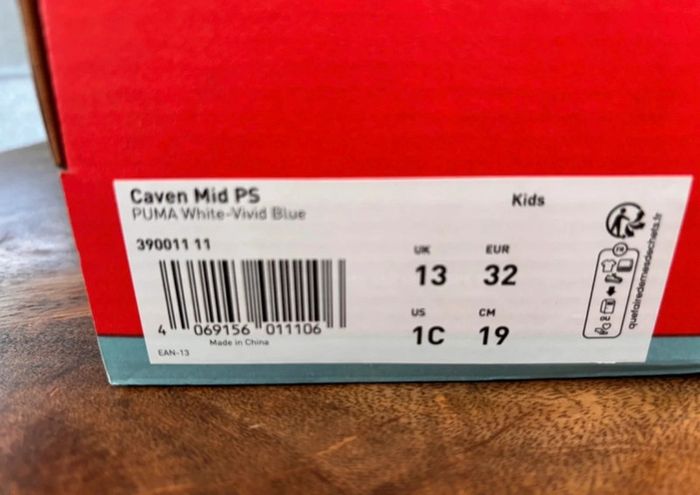 Caven Mid PS
PUMA White-Vivid Blue
Kids
390011 11
UK EUR
13 32
US CM
1C 19
4 069156 011106
Made in China
EAN-13
FR
quefairedemesdechets.fr